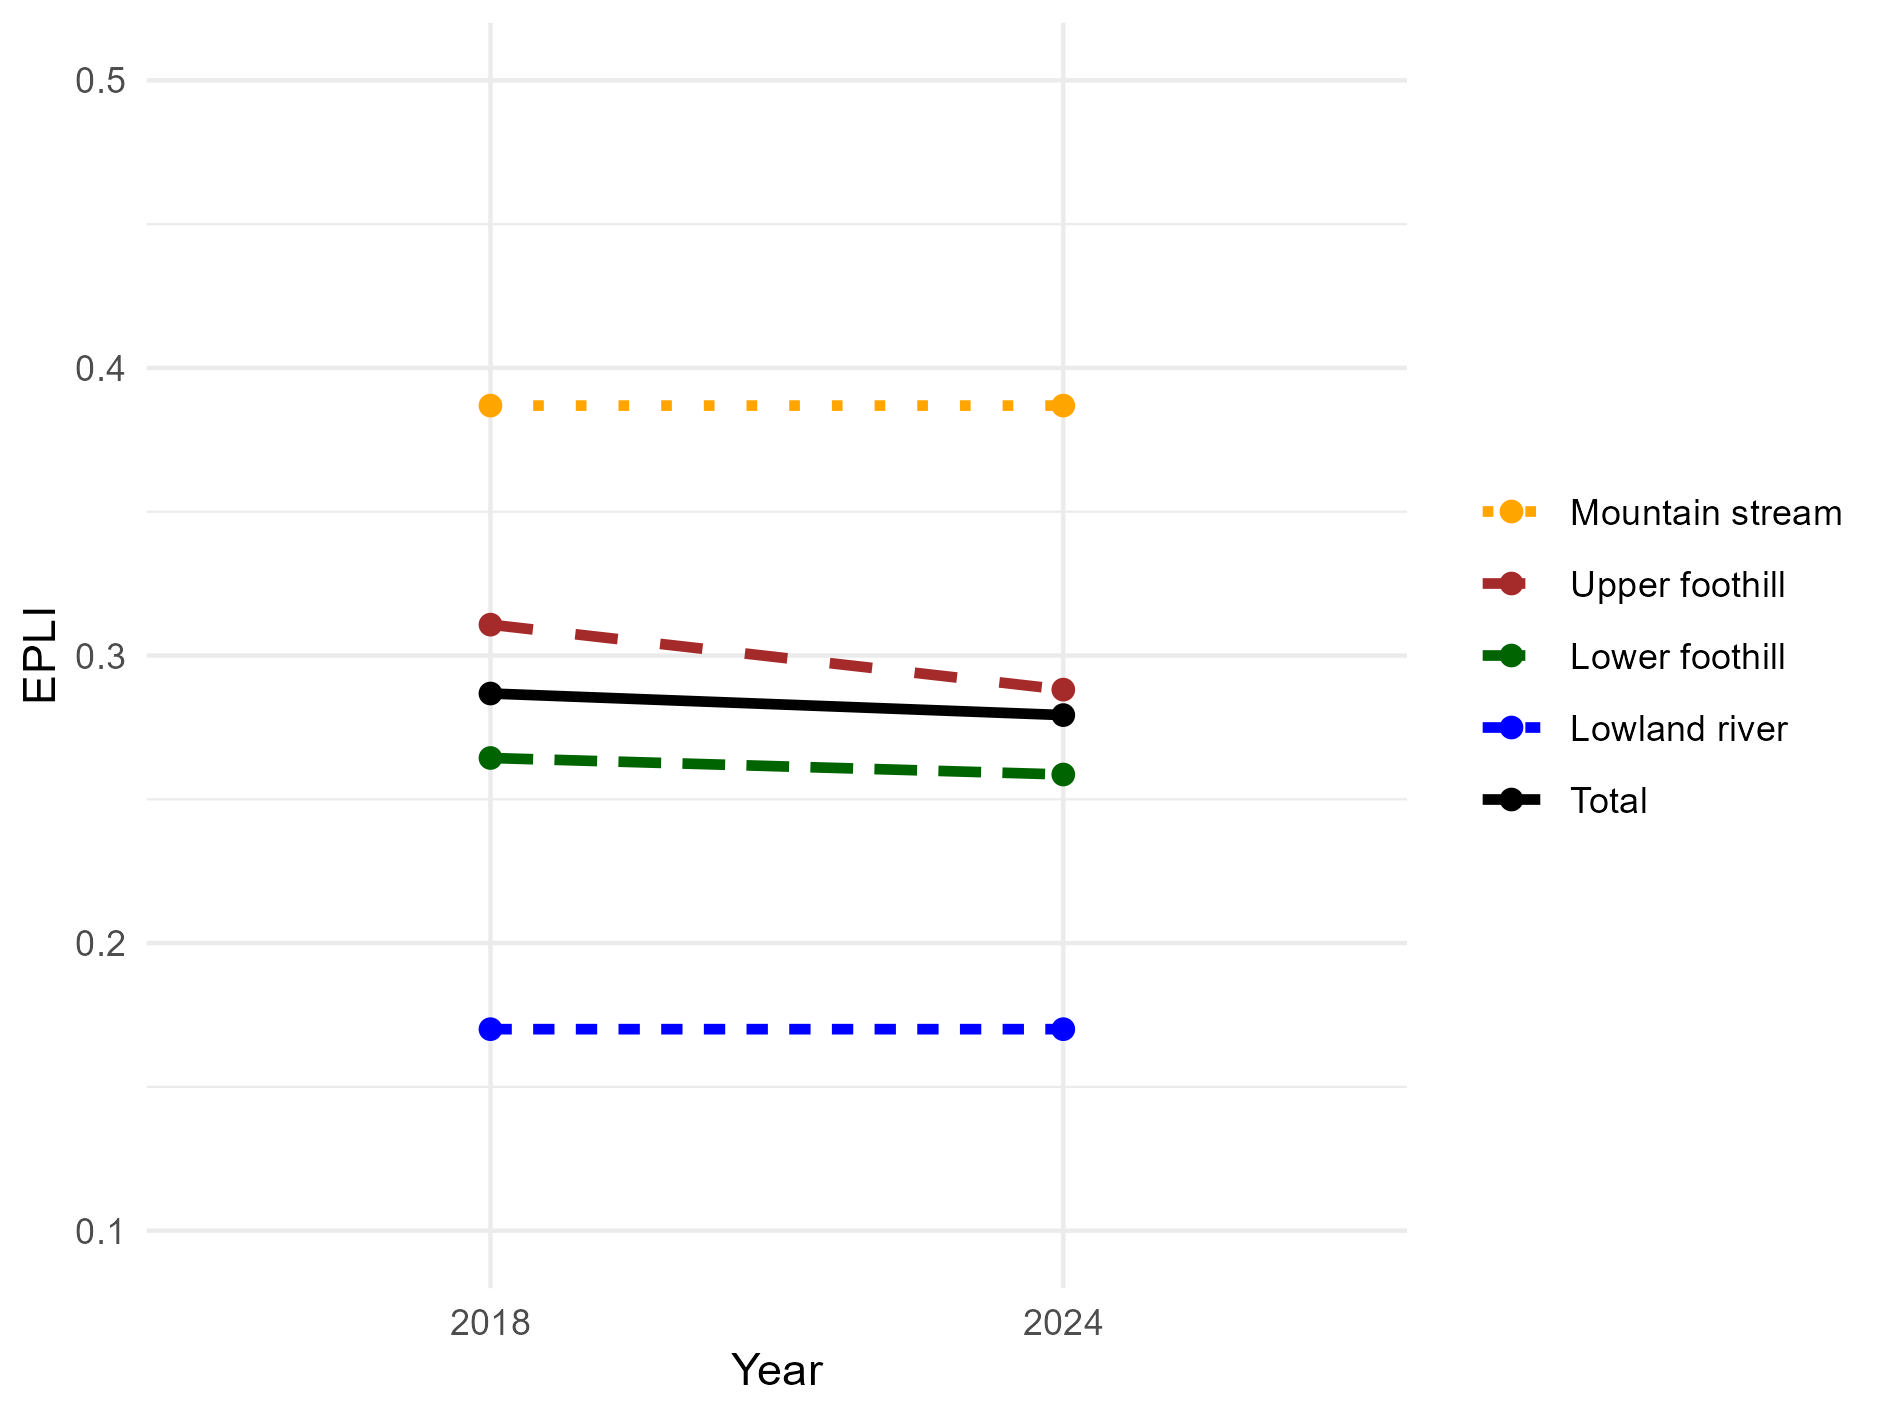 0.5
0.4
0.3
0.2
0.1
EPLI
2018
2024
Year
Mountain stream
Upper foothill
Lower foothill
Lowland river
Total